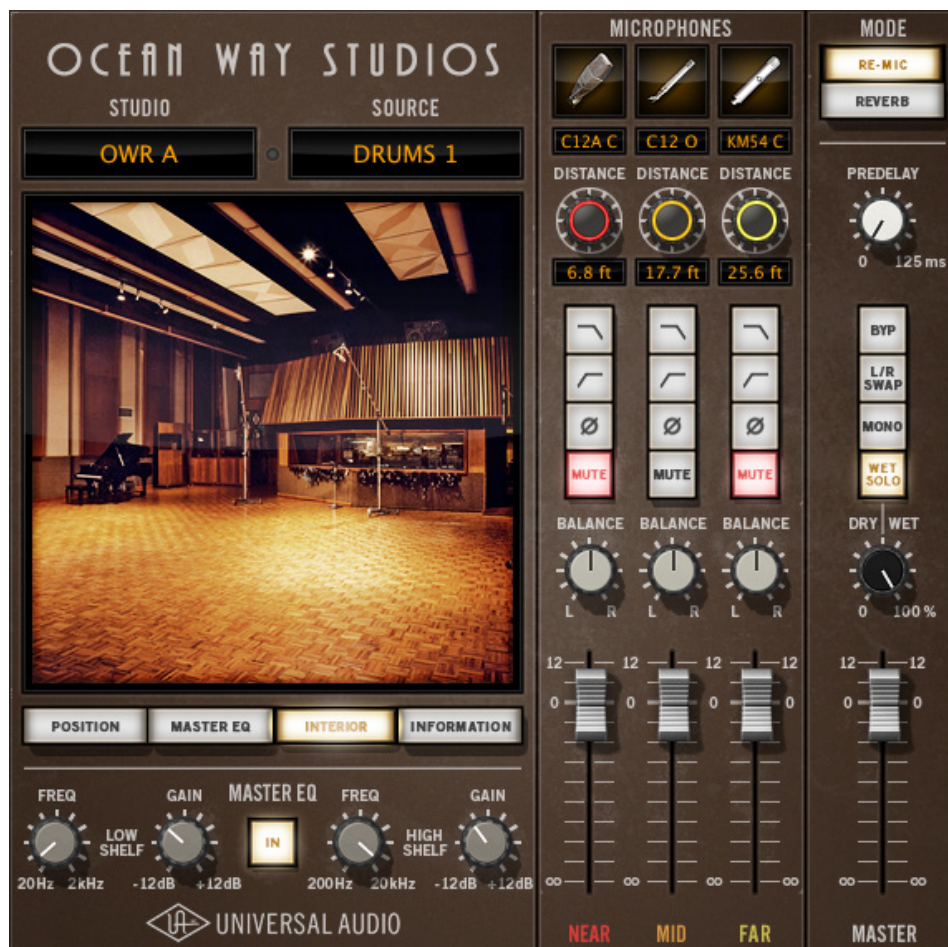 OCEAN WAY STUDIOS
STUDIO
SOURCE
OWR A
DRUMS 1
POSITION
MASTER EQ
INTERIOR
INFORMATION
FREQ
GAIN
MASTER EQ
FREQ
GAIN
LOW
SHELF
IN
HIGH
SHELF
20Hz 2kHz
-12dB +12dB
200Hz 20kHz
-12dB +12dB
UA
UNIVERSAL AUDIO
MICROPHONES
C12A C
C12 O
KM54 C
DISTANCE DISTANCE DISTANCE
6.8 ft
17.7 ft
25.6 ft
Ø Ø Ø
MUTE MUTE MUTE
BALANCE BALANCE BALANCE
L R L R L R
12 12 12 12
0 0 0 0
∞ ∞ ∞ ∞
NEAR MID FAR
MODE
RE-MIC
REVERB
PREDELAY
0 125 ms
BYP
L/R
SWAP
MONO
WET
SOLO
DRY WET
0 100%
12 12
0 0
∞ ∞
MASTER